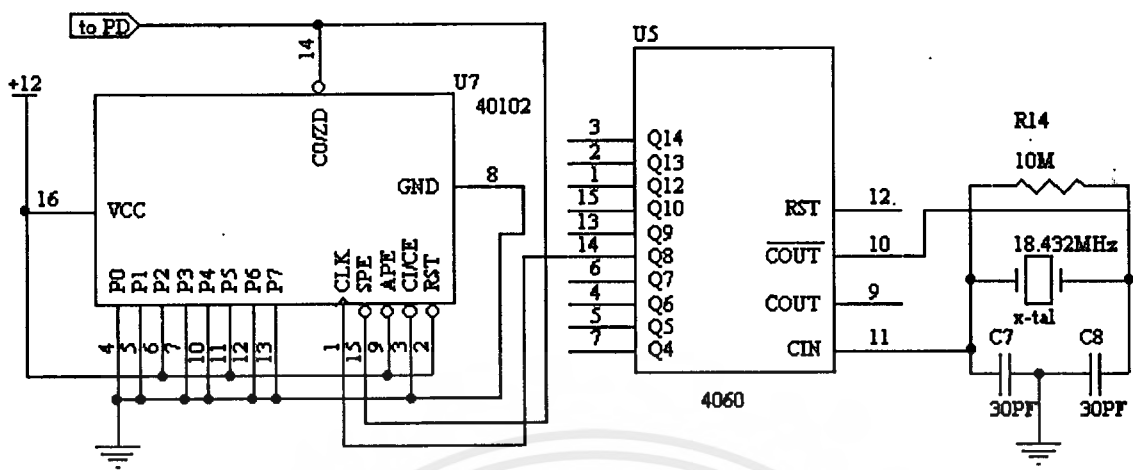 to PD
14
U7
40102
+12
CO/ZD
GND
8
16
VCC
P0
P1
P2
P3
P4
P5
P6
P7
CLK
SPE
APE
CI/CE
RST
4
5
6
7
10
11
12
13
1
15
9
3
2
U5
3
Q14
2
Q13
1
Q12
15
Q10
13
Q9
14
Q8
6
Q7
4
Q6
5
Q5
7
Q4
RST
12
COUT
10
COUT
9
CIN
11
4060
R14
10M
18.432MHz
x-tal
C7
C8
30PF
30PF